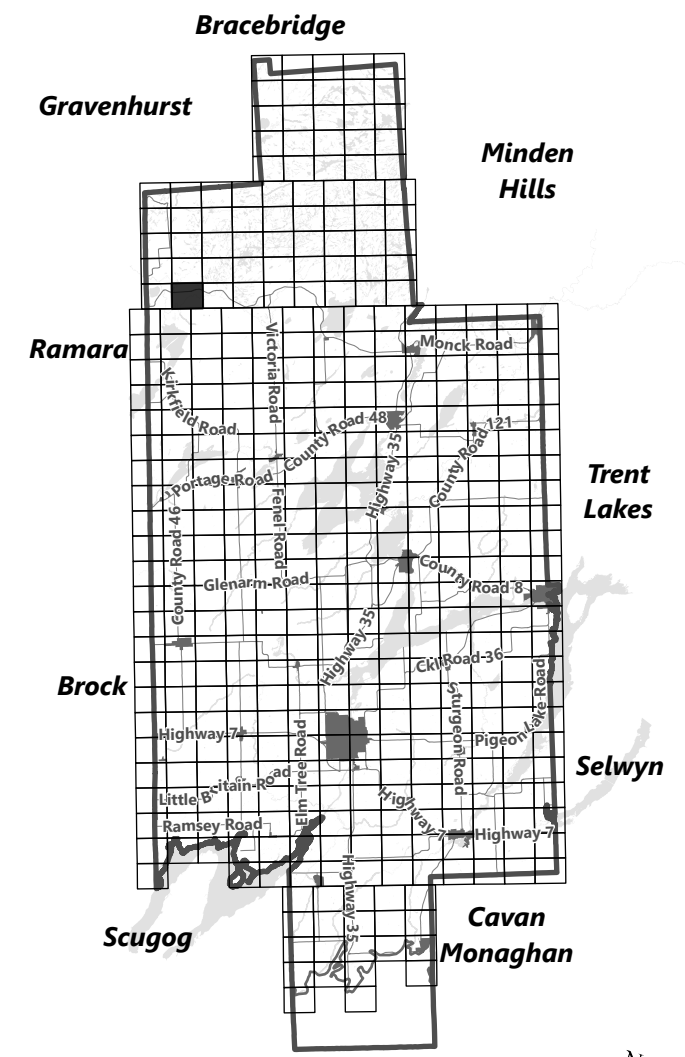 Bracebridge
Gravenhurst
Minden
Hills
Ramara
Monck Road
Victoria Road
Kirkfield Road
County Road 48
County Road 121
Highway 35
Portage Road
Trent
Lakes
Fenel Road
County Road 46
Glenarm Road
County Road 8
Highway 35
Ckl Road 36
Brock
Sturgeon Road
Pigeon Lake Road
Highway 7
Elm Tree Road
Selwyn
Little Britain Road
Highway 7
Ramsey Road
Highway 7
Highway 35
Scugog
Cavan
Monaghan
N